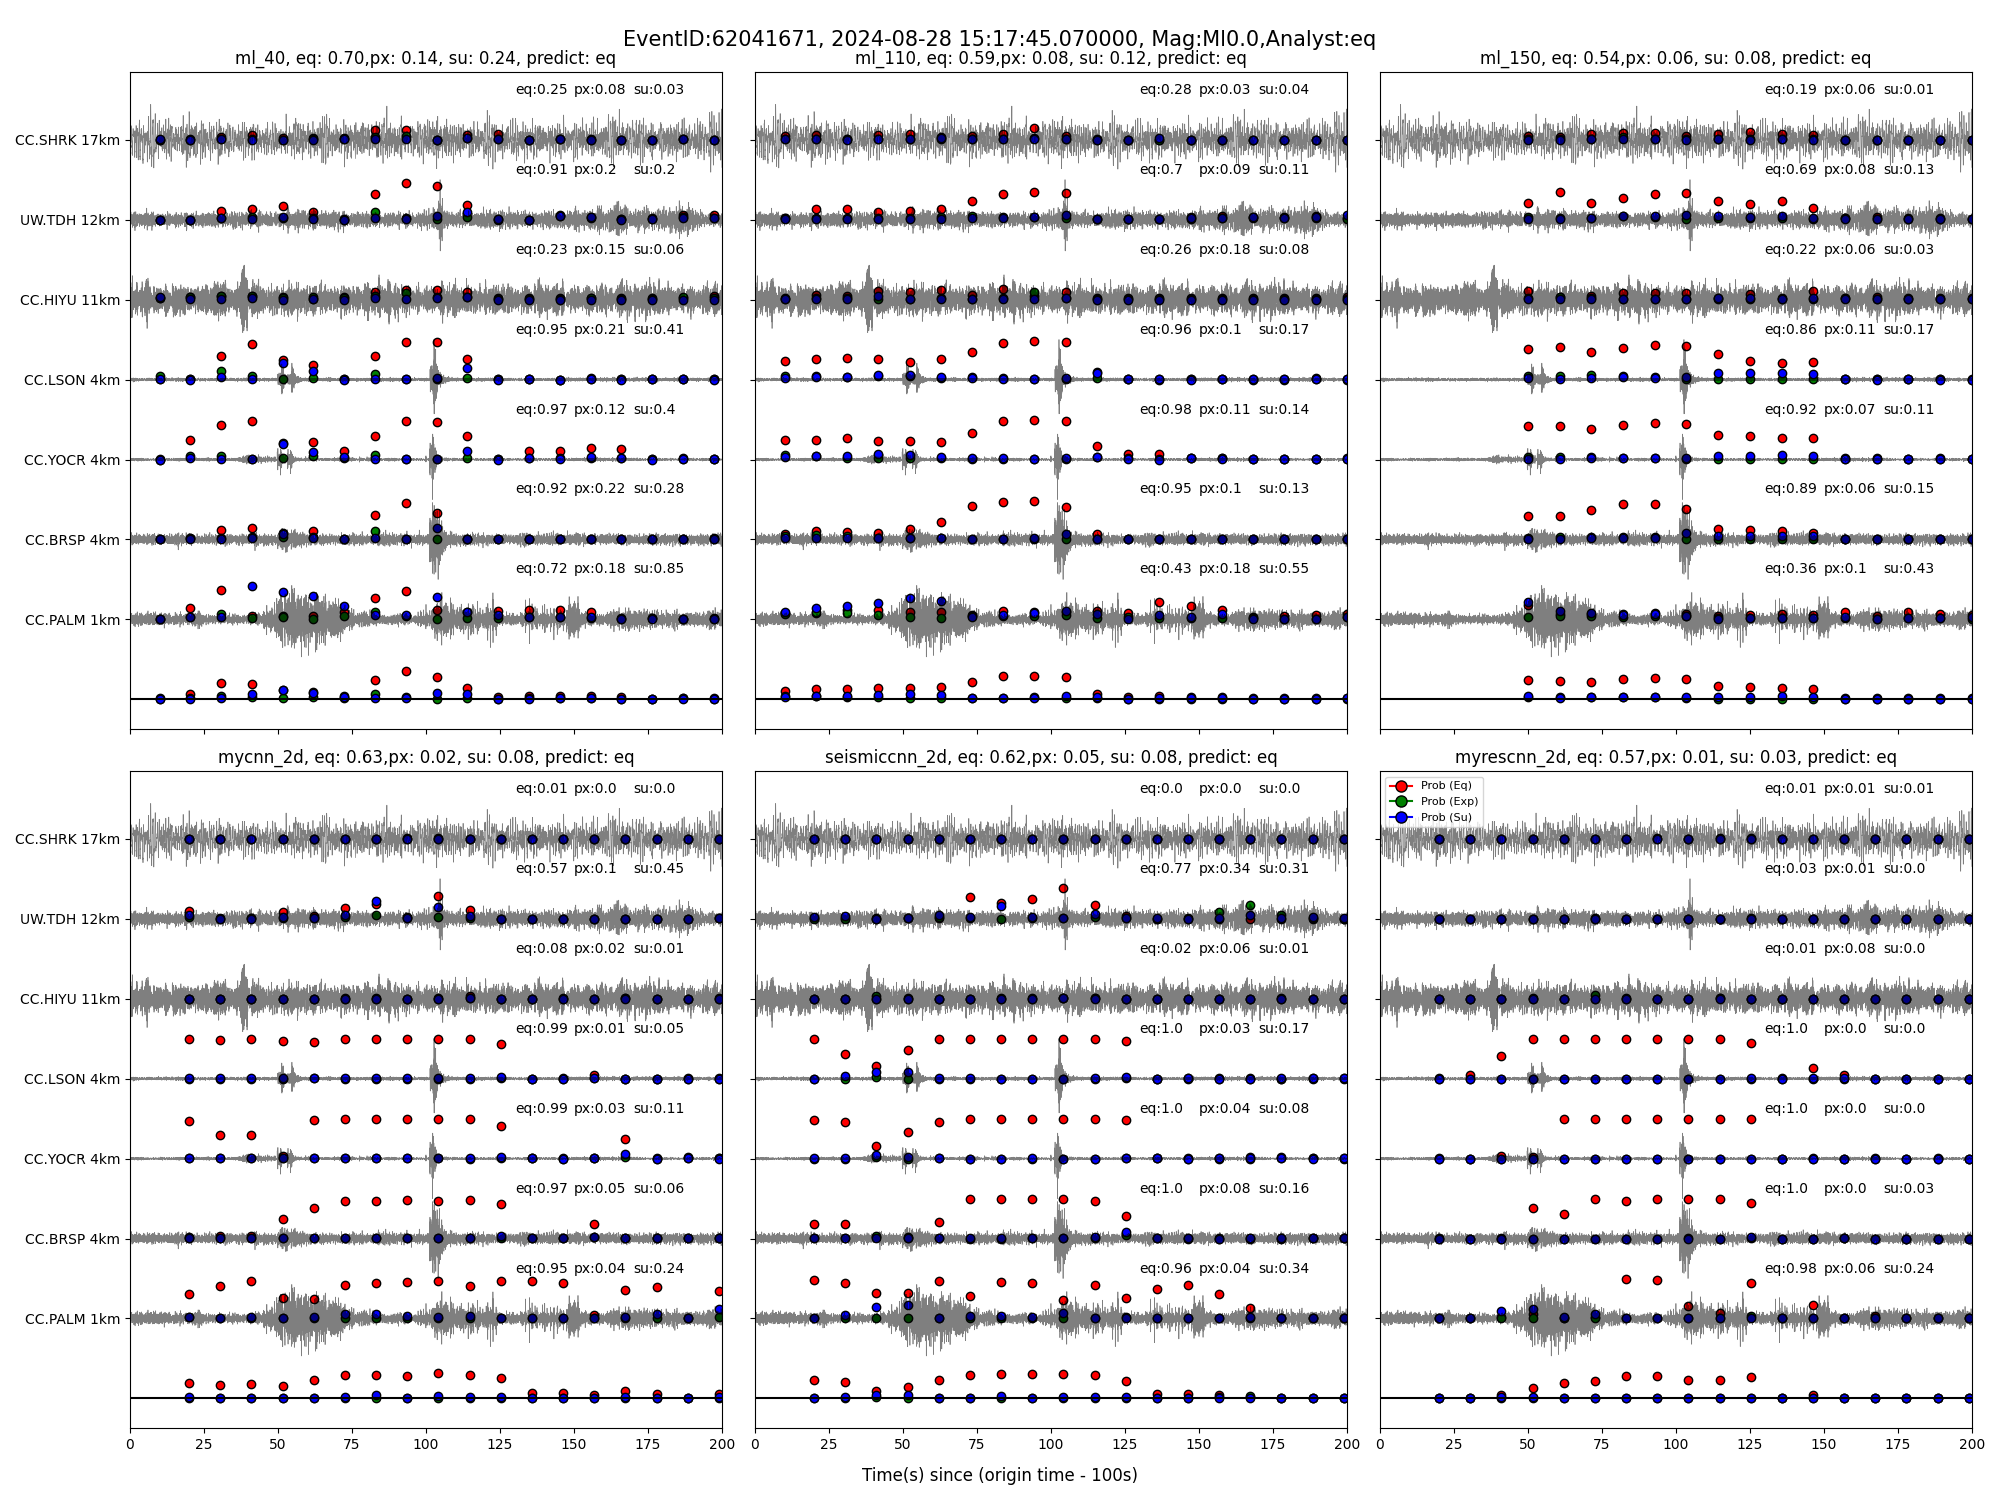 EventID:62041671, 2024-08-28 15:17:45.070000, Mag:Ml0.0,Analyst:eq
ml_40, eq: 0.70,px: 0.14, su: 0.24, predict: eq
CC.SHRK 17km
eq:0.25 px:0.08 su:0.03
UW.TDH 12km
eq:0.91 px:0.2 su:0.2
CC.HIYU 11km
eq:0.23 px:0.15 su:0.06
CC.LSON 4km
eq:0.95 px:0.21 su:0.41
CC.YOCR 4km
eq:0.97 px:0.12 su:0.4
CC.BRSP 4km
eq:0.92 px:0.22 su:0.28
CC.PALM 1km
eq:0.72 px:0.18 su:0.85
ml_110, eq: 0.59,px: 0.08, su: 0.12, predict: eq
eq:0.28 px:0.03 su:0.04
eq:0.7 px:0.09 su:0.11
eq:0.26 px:0.18 su:0.08
eq:0.96 px:0.1 su:0.17
eq:0.98 px:0.11 su:0.14
eq:0.95 px:0.1 su:0.13
eq:0.43 px:0.18 su:0.55
ml_150, eq: 0.54,px: 0.06, su: 0.08, predict: eq
eq:0.19 px:0.06 su:0.01
eq:0.69 px:0.08 su:0.13
eq:0.22 px:0.06 su:0.03
eq:0.86 px:0.11 su:0.17
eq:0.92 px:0.07 su:0.11
eq:0.89 px:0.06 su:0.15
eq:0.36 px:0.1 su:0.43
mycnn_2d, eq: 0.63,px: 0.02, su: 0.08, predict: eq
CC.SHRK 17km
eq:0.01 px:0.0 su:0.0
UW.TDH 12km
eq:0.57 px:0.1 su:0.45
CC.HIYU 11km
eq:0.08 px:0.02 su:0.01
CC.LSON 4km
eq:0.99 px:0.01 su:0.05
CC.YOCR 4km
eq:0.99 px:0.03 su:0.11
CC.BRSP 4km
eq:0.97 px:0.05 su:0.06
CC.PALM 1km
eq:0.95 px:0.04 su:0.24
0 25 50 75 100 125 150 175 200
seismiccnn_2d, eq: 0.62,px: 0.05, su: 0.08, predict: eq
eq:0.0 px:0.0 su:0.0
eq:0.77 px:0.34 su:0.31
eq:0.02 px:0.06 su:0.01
eq:1.0 px:0.03 su:0.17
eq:1.0 px:0.04 su:0.08
eq:1.0 px:0.08 su:0.16
eq:0.96 px:0.04 su:0.34
0 25 50 75 100 125 150 175 200
myrescnn_2d, eq: 0.57,px: 0.01, su: 0.03, predict: eq
Prob (Eq)
Prob (Exp)
Prob (Su)
eq:0.01 px:0.01 su:0.01
eq:0.03 px:0.01 su:0.0
eq:0.01 px:0.08 su:0.0
eq:1.0 px:0.0 su:0.0
eq:1.0 px:0.0 su:0.0
eq:1.0 px:0.0 su:0.03
eq:0.98 px:0.06 su:0.24
0 25 50 75 100 125 150 175 200
Time(s) since (origin time - 100s)